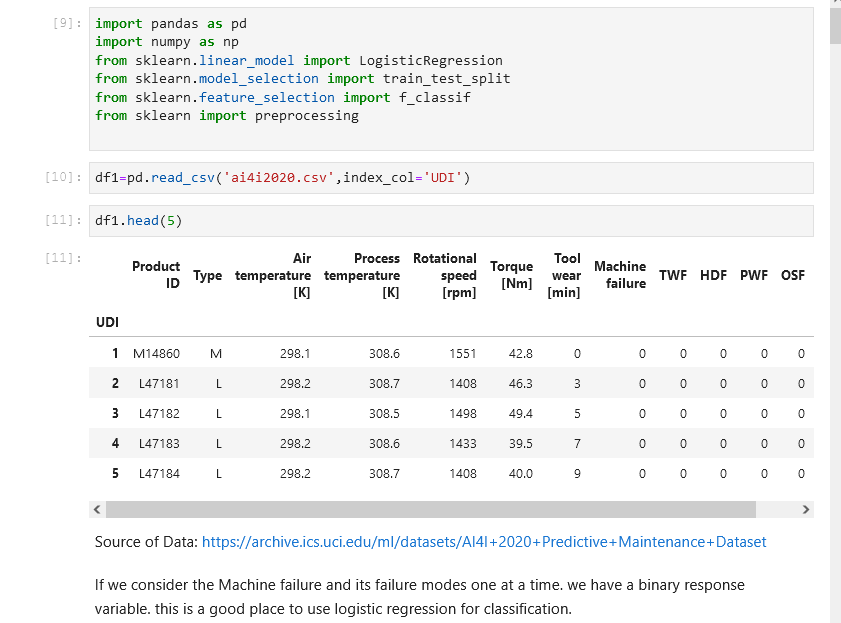 [9]:
import pandas as pd
import numpy as np
from sklearn.linear_model import LogisticRegression
from sklearn.model_selection import train_test_split
from sklearn.feature_selection import f_classif
from sklearn import preprocessing
[10]: df1=pd.read_csv('ai4i2020.csv',index_col='UDI')
[11]: df1.head(5)
[11]:
Product ID Type Air temperature [K] Process temperature [K] Rotational speed [rpm] Torque [Nm] Tool wear [min] Machine failure TWF HDF PWF OSF
UDI
1 M14860 M 298.1 308.6 1551 42.8 0 0 0 0 0 0
2 L47181 L 298.2 308.7 1408 46.3 3 0 0 0 0 0
3 L47182 L 298.1 308.5 1498 49.4 5 0 0 0 0 0
4 L47183 L 298.2 308.6 1433 39.5 7 0 0 0 0 0
5 L47184 L 298.2 308.7 1408 40.0 9 0 0 0 0 0
Source of Data: https://archive.ics.uci.edu/ml/datasets/AI4I+2020+Predictive+Maintenance+Dataset
If we consider the Machine failure and its failure modes one at a time. we have a binary response
variable. this is a good place to use logistic regression for classification.